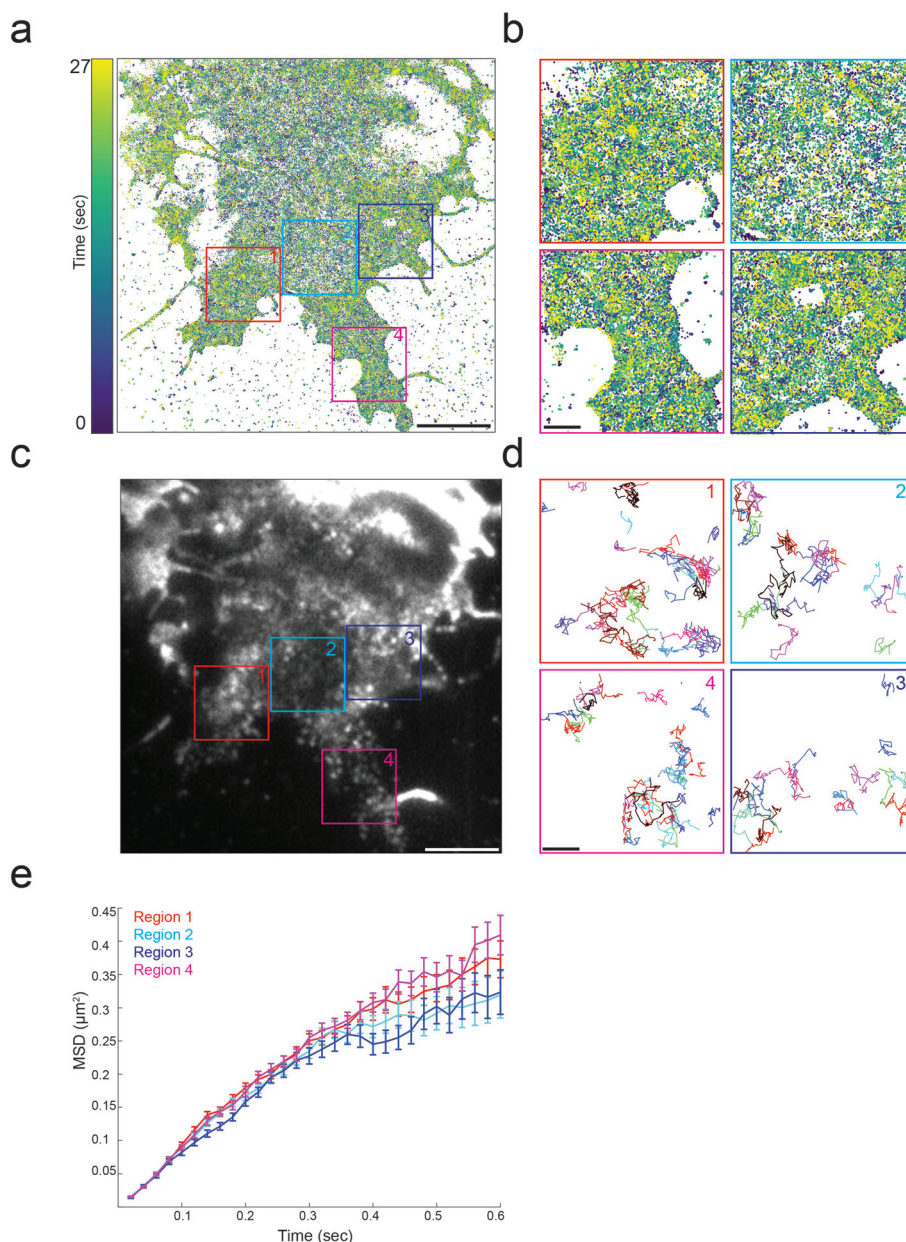 a
27
Time (sec)
0
1
2
3
4
b
c
1
2
3
4
d
1
2
4
3
e
0.45
0.4
0.35
0.3
0.25
0.2
0.15
0.1
0.05
MSD (µm²)
Region 1
Region 2
Region 3
Region 4
0.1 0.2 0.3 0.4 0.5 0.6
Time (sec)